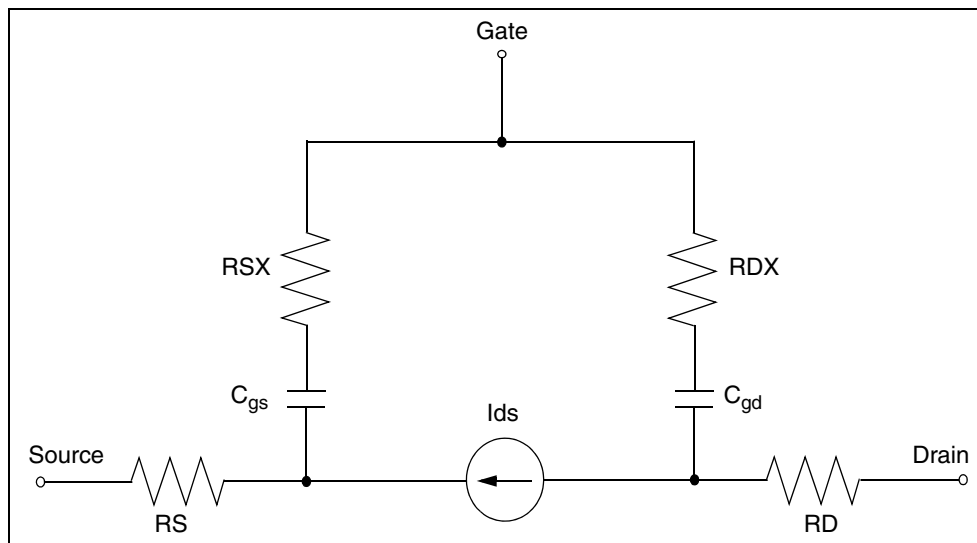 Gate
RSX
RDX
Cgs
Cgd
Ids
Source
Drain
RS
RD